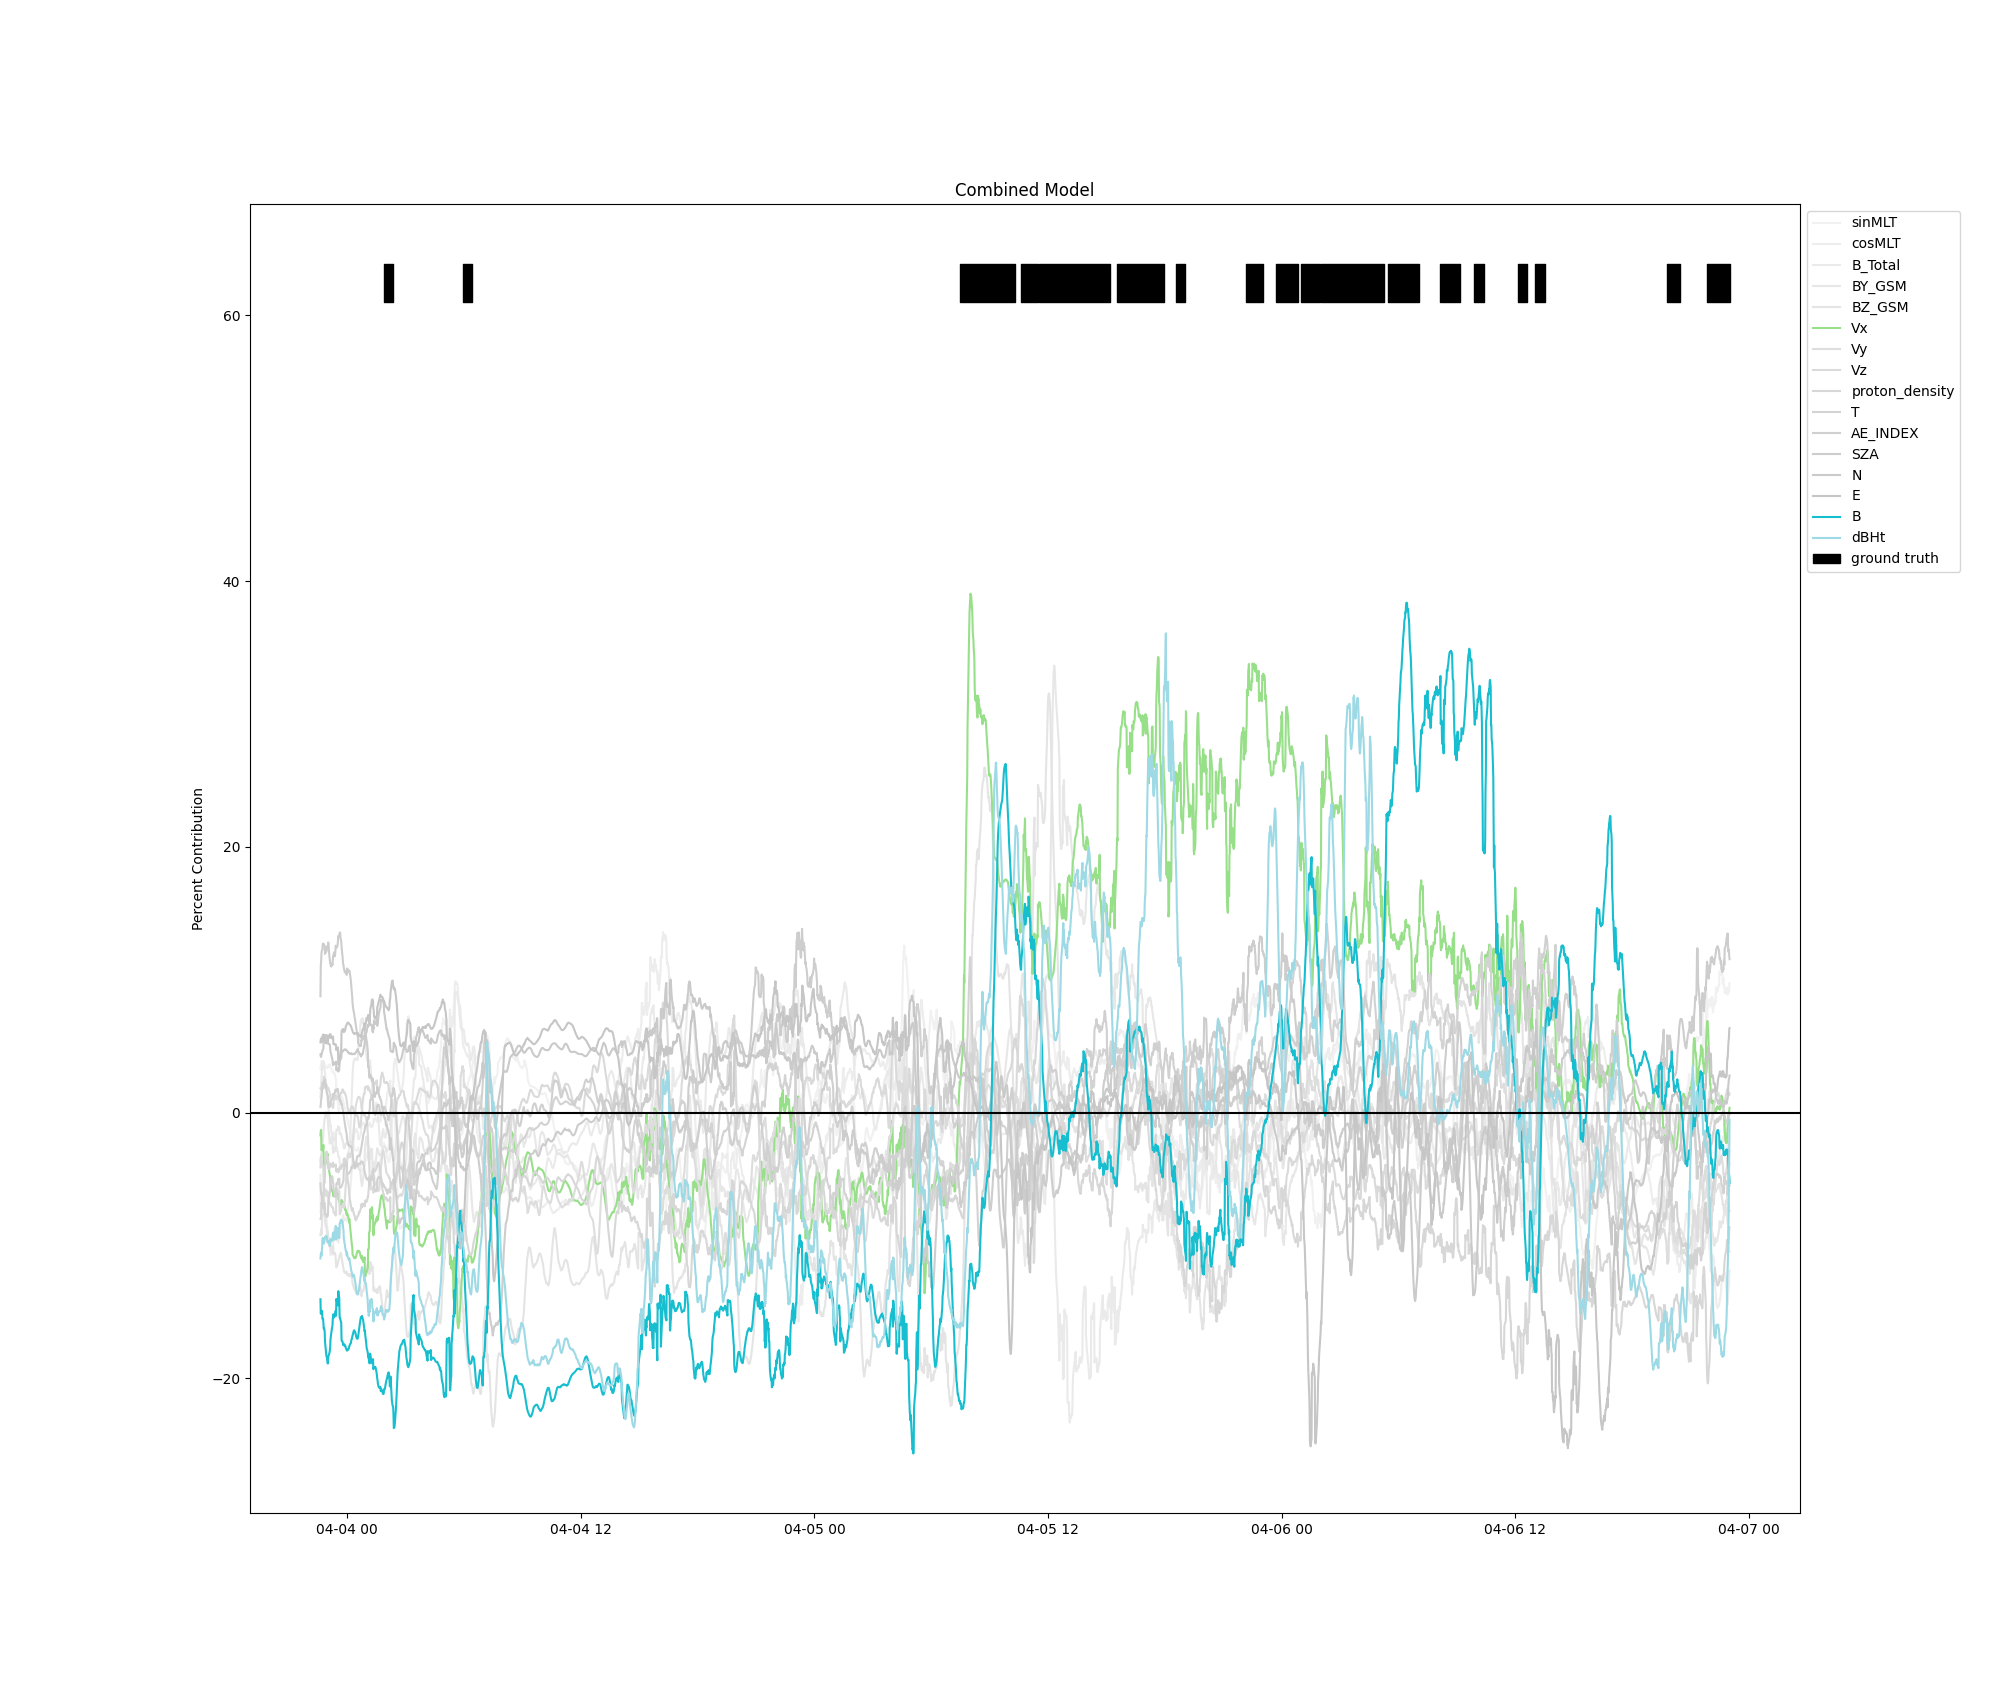 Combined Model
sinMLT
cosMLT
B_Total
BY_GSM
BZ_GSM
Vx
Vy
Vz
proton_density
T
AE_INDEX
SZA
N
E
B
dBHt
ground truth
Percent Contribution
60
40
20
0
−20
04-04 00
04-04 12
04-05 00
04-05 12
04-06 00
04-06 12
04-07 00